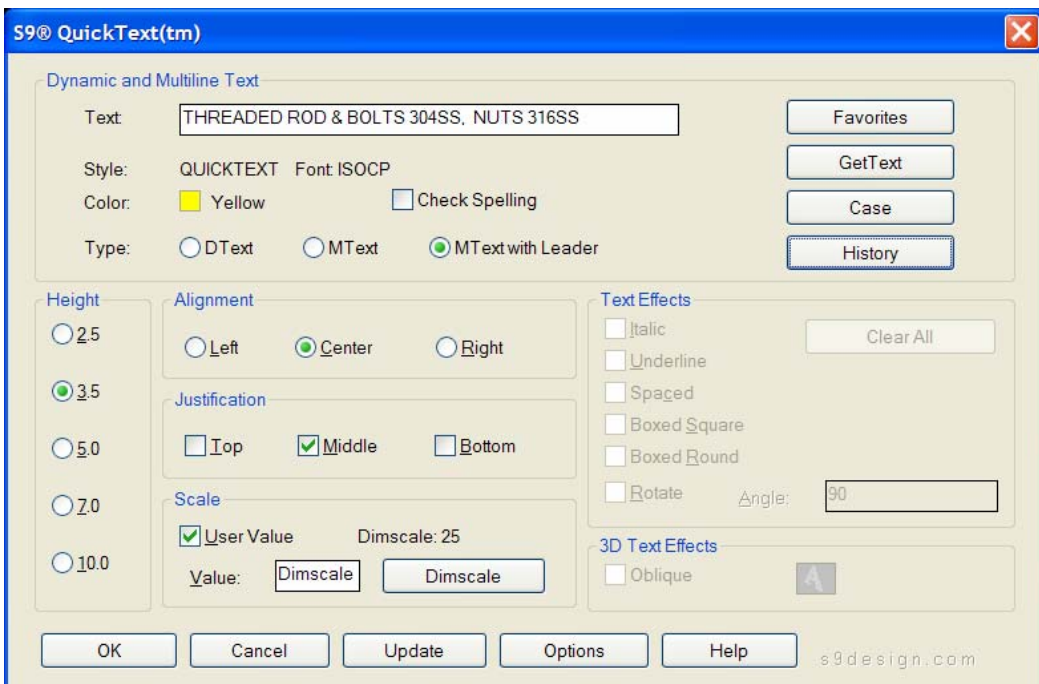 S9® QuickText(tm)
Dynamic and Multiline Text
Text: THREADED ROD & BOLTS 304SS, NUTS 316SS
Favorites
Style: QUICKTEXT Font: ISOCP
GetText
Color: Yellow Check Spelling
Case
Type: DText MText MText with Leader
History
Height
2.5
3.5
5.0
7.0
10.0
Alignment
Left Center Right
Justification
Top Middle Bottom
Scale
User Value Dimscale: 25
Value: Dimscale Dimscale
Text Effects
Italic Clear All
Underline
Spaced
Boxed Square
Boxed Round
Rotate Angle: 90
3D Text Effects
Oblique A
OK Cancel Update Options Help s9design.com